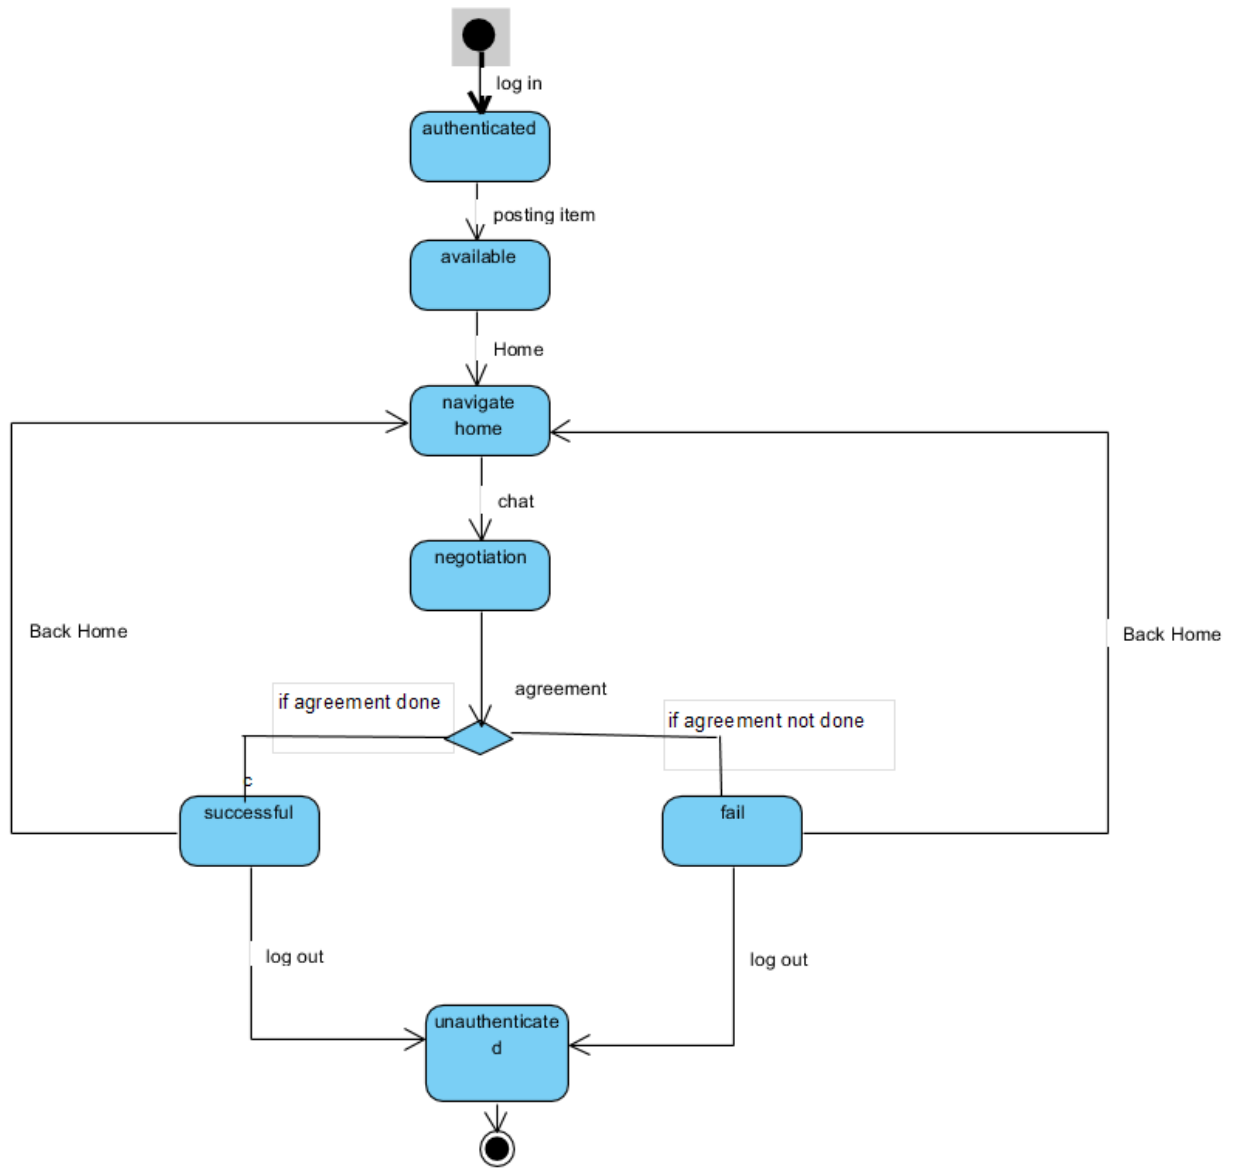 log in
authenticated
posting item
available
Home
navigate
home
chat
negotiation
Back Home
Back Home
agreement
if agreement done
if agreement not done
c
successful
fail
log out
log out
unauthenticate
d